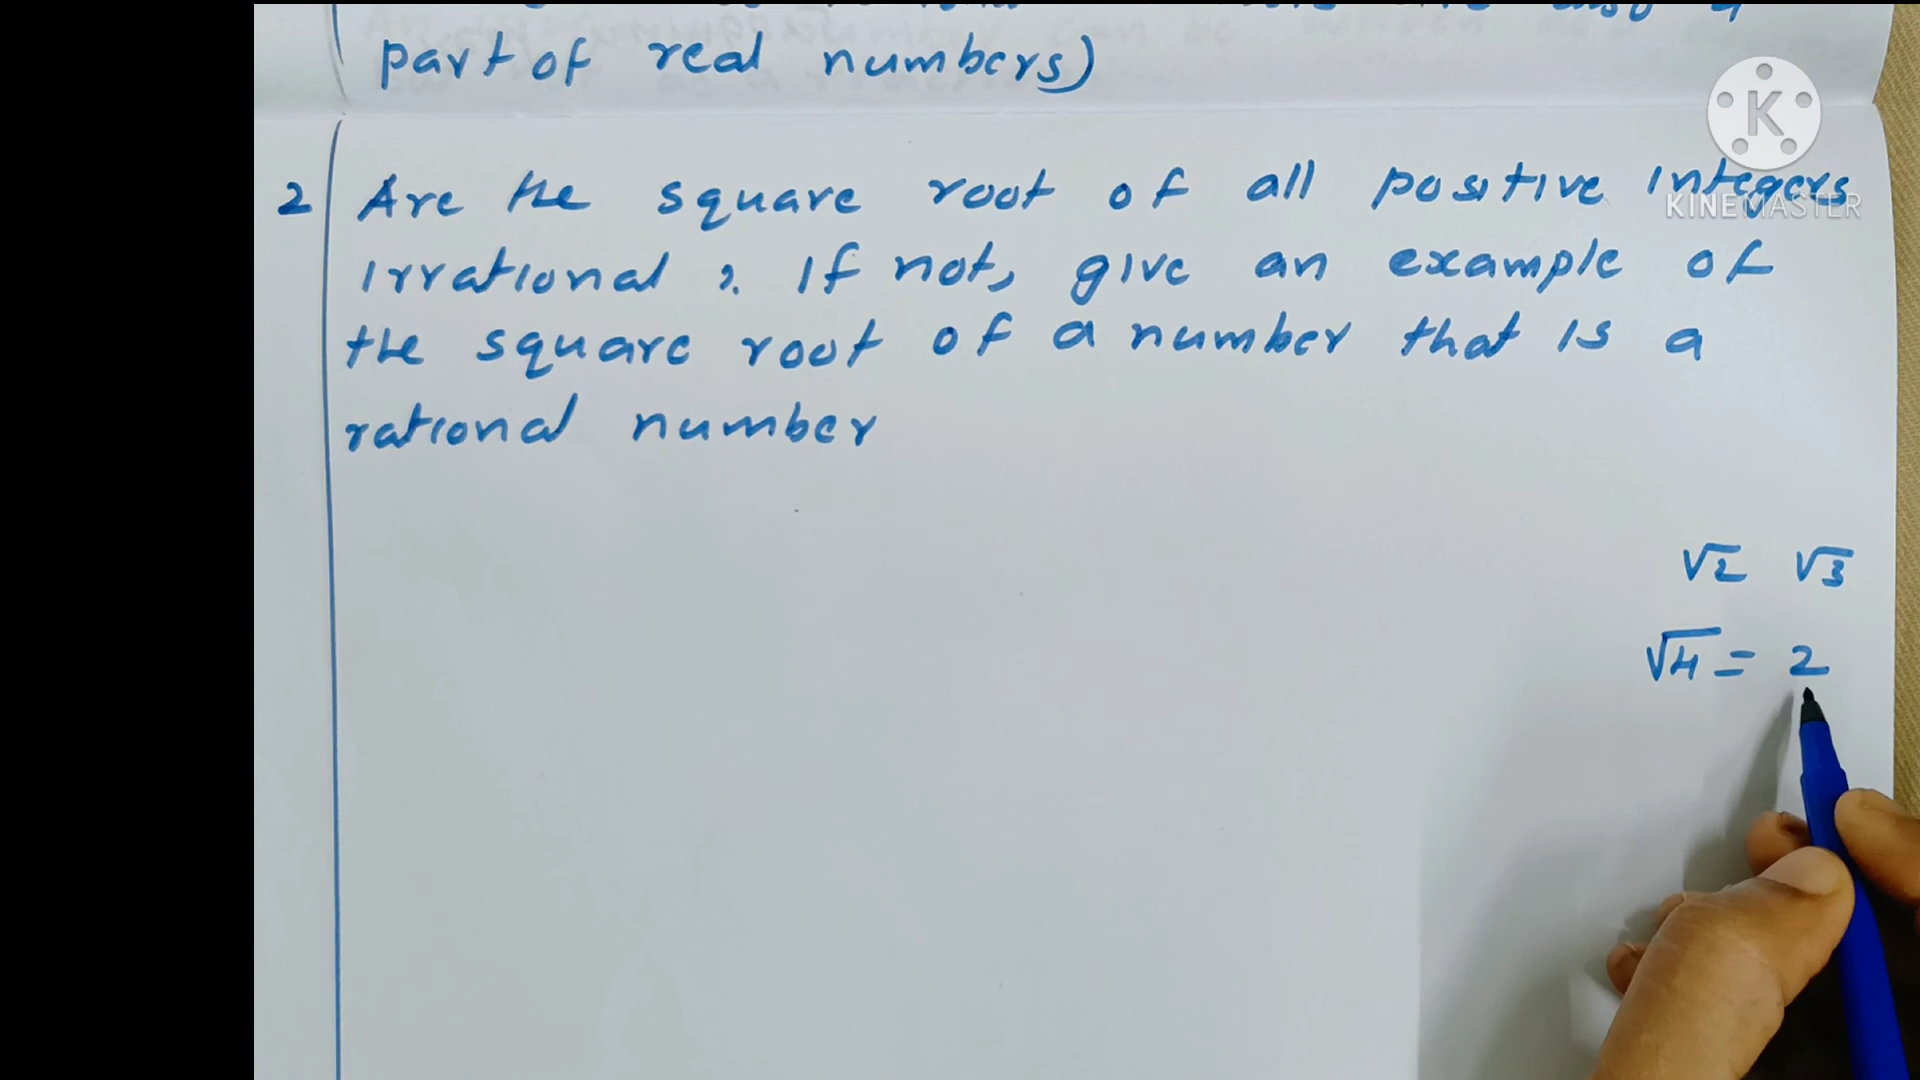 part of real numbers)
K
KINEMASTER
2 Are the square root of all positive integers
irrational ? If not, give an example of
the square root of a number that is a
rational number
√2 √3
√4 = 2